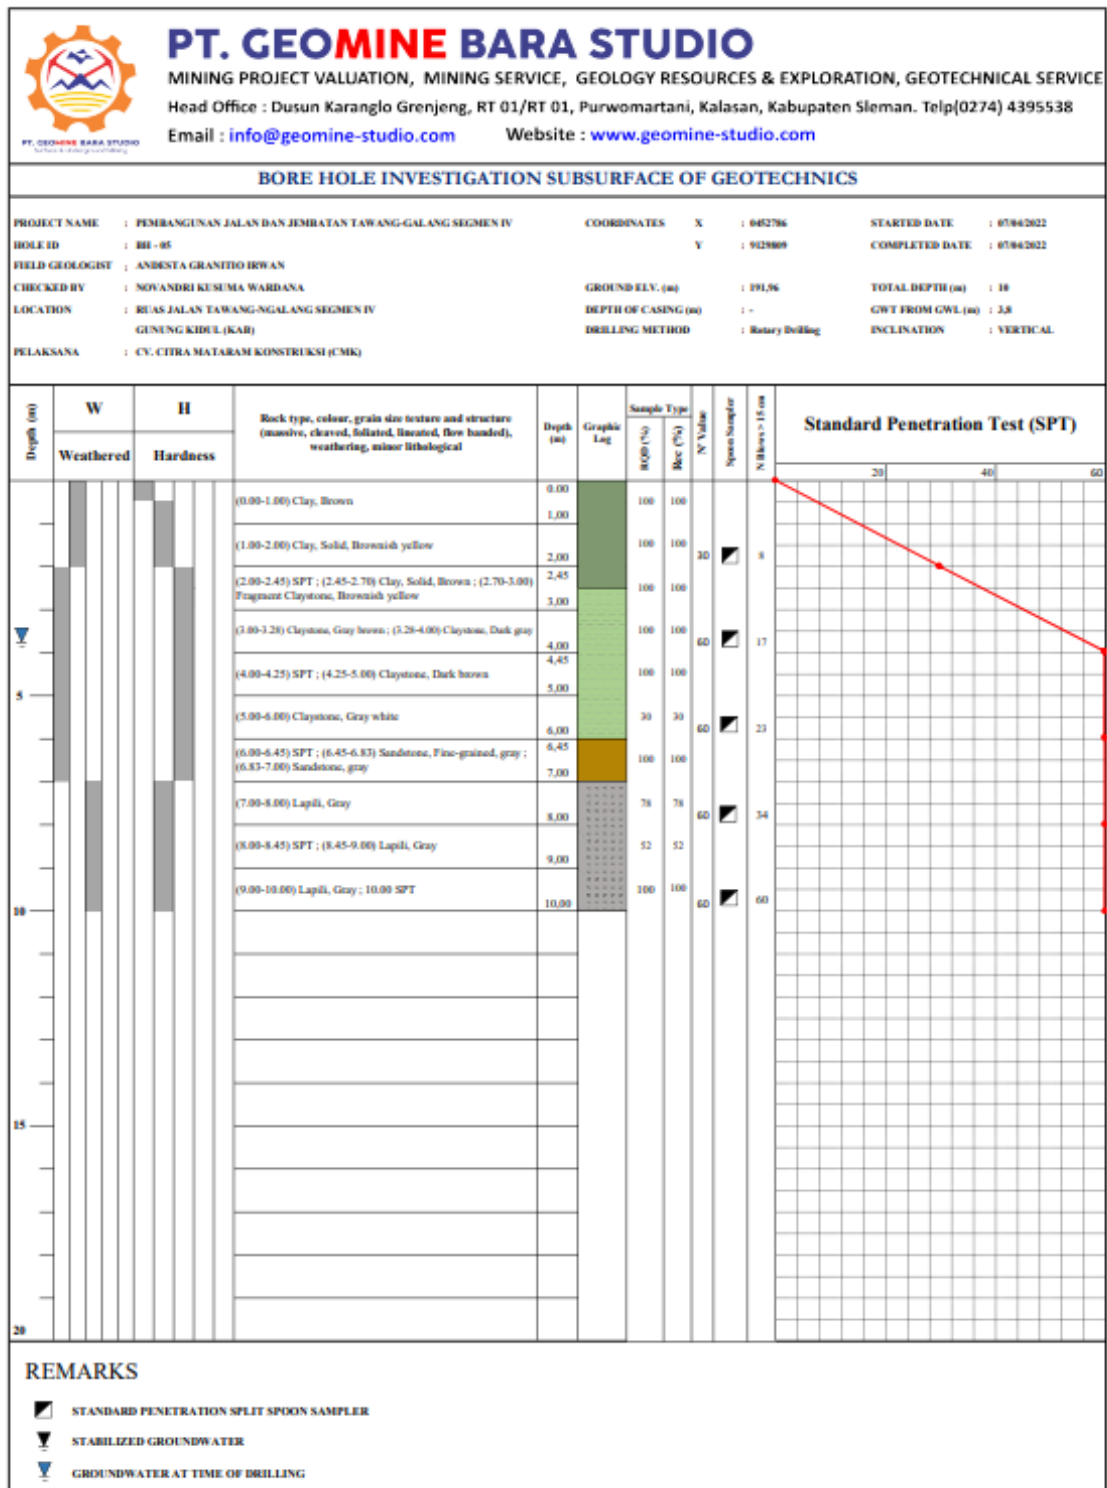 PT. GEOMINE BARA STUDIO
MINING PROJECT VALUATION, MINING SERVICE, GEOLOGY RESOURCES & EXPLORATION, GEOTECHNICAL SERVICE
Head Office : Dusun Karanglo Grenjeng, RT 01/RT 01, Purwomartani, Kalasan, Kabupaten Sleman. Telp(0274) 4395538
Email : info@geomine-studio.com Website : www.geomine-studio.com
PT. GEOMINE BARA STUDIO
BORE HOLE INVESTIGATION SUBSURFACE OF GEOTECHNICS
PROJECT NAME : PEMBANGUNAN JALAN DAN JEMBATAN TAWANG-GALANG SEGMEN IV COORDINATES X : 0452786 STARTED DATE : 07/04/2022
HOLE ID : BH - 05 Y : 9129809 COMPLETED DATE : 07/04/2022
FIELD GEOLOGIST : ANDESTA GRANITIO IRWAN
CHECKED BY : NOVANDRI KUSUMA WARDANA GROUND ELV. (m) : 191,96 TOTAL DEPTH (m) : 10
LOCATION : RUAS JALAN TAWANG-NGALANG SEGMEN IV DEPTH OF CASING (m) : - GWT FROM GWL (m) : 3,8
GUNUNG KIDUL (KAB) DRILLING METHOD : Rotary Drilling INCLINATION : VERTICAL
PELAKSANA : CV. CITRA MATARAM KONSTRUKSI (CMK)
Depth (m)
W
Weathered
H
Hardness
Rock type, colour, grain size texture and structure
(massive, cleaved, foliated, lineated, flow banded),
weathering, minor lithological
Depth
(m)
Graphic
Log
Sample Type
RQD (%)
Rec (%)
N' Value
Spoon Sampler
N Blows > 15 cm
Standard Penetration Test (SPT)
20 40 60
0.00
(0.00-1.00) Clay, Brown 100 100
1,00
(1.00-2.00) Clay, Solid, Brownish yellow 100 100
2,00 30 8
(2.00-2.45) SPT ; (2.45-2.70) Clay, Solid, Brown ; (2.70-3.00) 2,45
Fragment Claystone, Brownish yellow 100 100
3,00
(3.00-3.28) Claystone, Gray brown ; (3.28-4.00) Claystone, Dark gray 100 100
4,00 60 17
4,45
(4.00-4.25) SPT ; (4.25-5.00) Claystone, Dark brown 100 100
5 5,00
(5.00-6.00) Claystone, Gray white 30 30
6,00 60 23
(6.00-6.45) SPT ; (6.45-6.83) Sandstone, Fine-grained, gray ; 6,45
(6.83-7.00) Sandstone, gray 100 100
7,00
(7.00-8.00) Lapili, Gray 78 78
8,00 60 34
(8.00-8.45) SPT ; (8.45-9.00) Lapili, Gray 52 52
9,00
(9.00-10.00) Lapili, Gray ; 10.00 SPT 100 100
10,00 60 60
10
15
20
REMARKS
STANDARD PENETRATION SPLIT SPOON SAMPLER
STABILIZED GROUNDWATER
GROUNDWATER AT TIME OF DRILLING